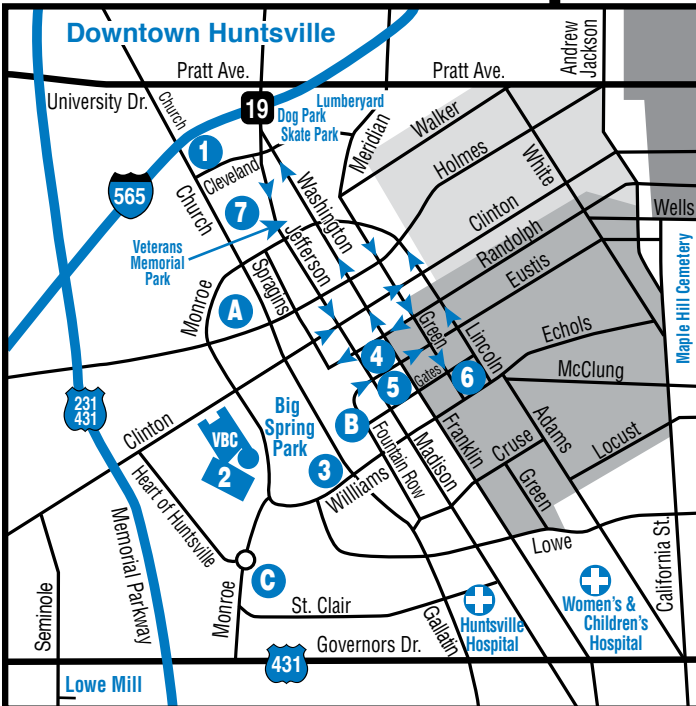 Downtown Huntsville
Pratt Ave.
Pratt Ave.
Andrew
Jackson
University Dr.
Church
19
Lumberyard
Dog Park
Skate Park
Meridian
Walker
Holmes
White
1
Cleveland
Washington
565
Church
7
Clinton
Wells
Randolph
Jefferson
Veterans
Memorial
Park
Spragins
Eustis
Monroe
A
Maple Hill Cemetery
Green
Lincoln
Echols
4
McClung
5
Gates
6
231
431
Big
Spring
Park
B
Clinton
VBC
2
3
Fountain Row
Madison
Franklin
Cruse
Adams
Locust
Willliams
Green
Heart of Huntsville
Memorial Parkway
Lowe
California St.
C
Seminole
Monroe
St. Clair
Gallatin
Huntsville
Hospital
Women's &
Children's
Hospital
Governors Dr.
431
Lowe Mill